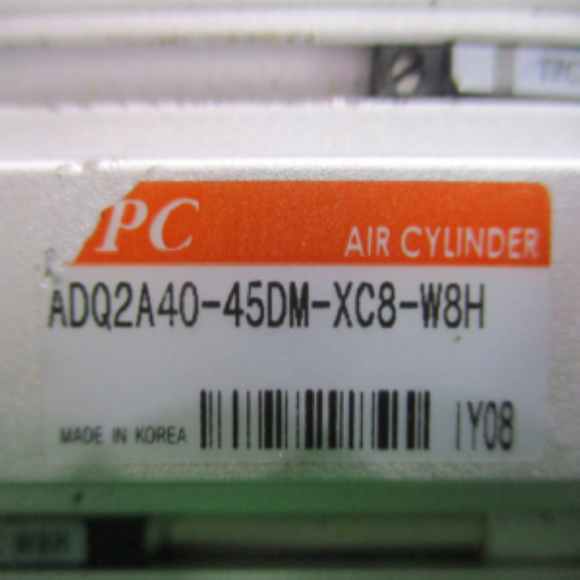 TPC
PC
AIR CYLINDER
ADQ2A40-45DM-XC8-W8H
MADE IN KOREA
IY08
W8H